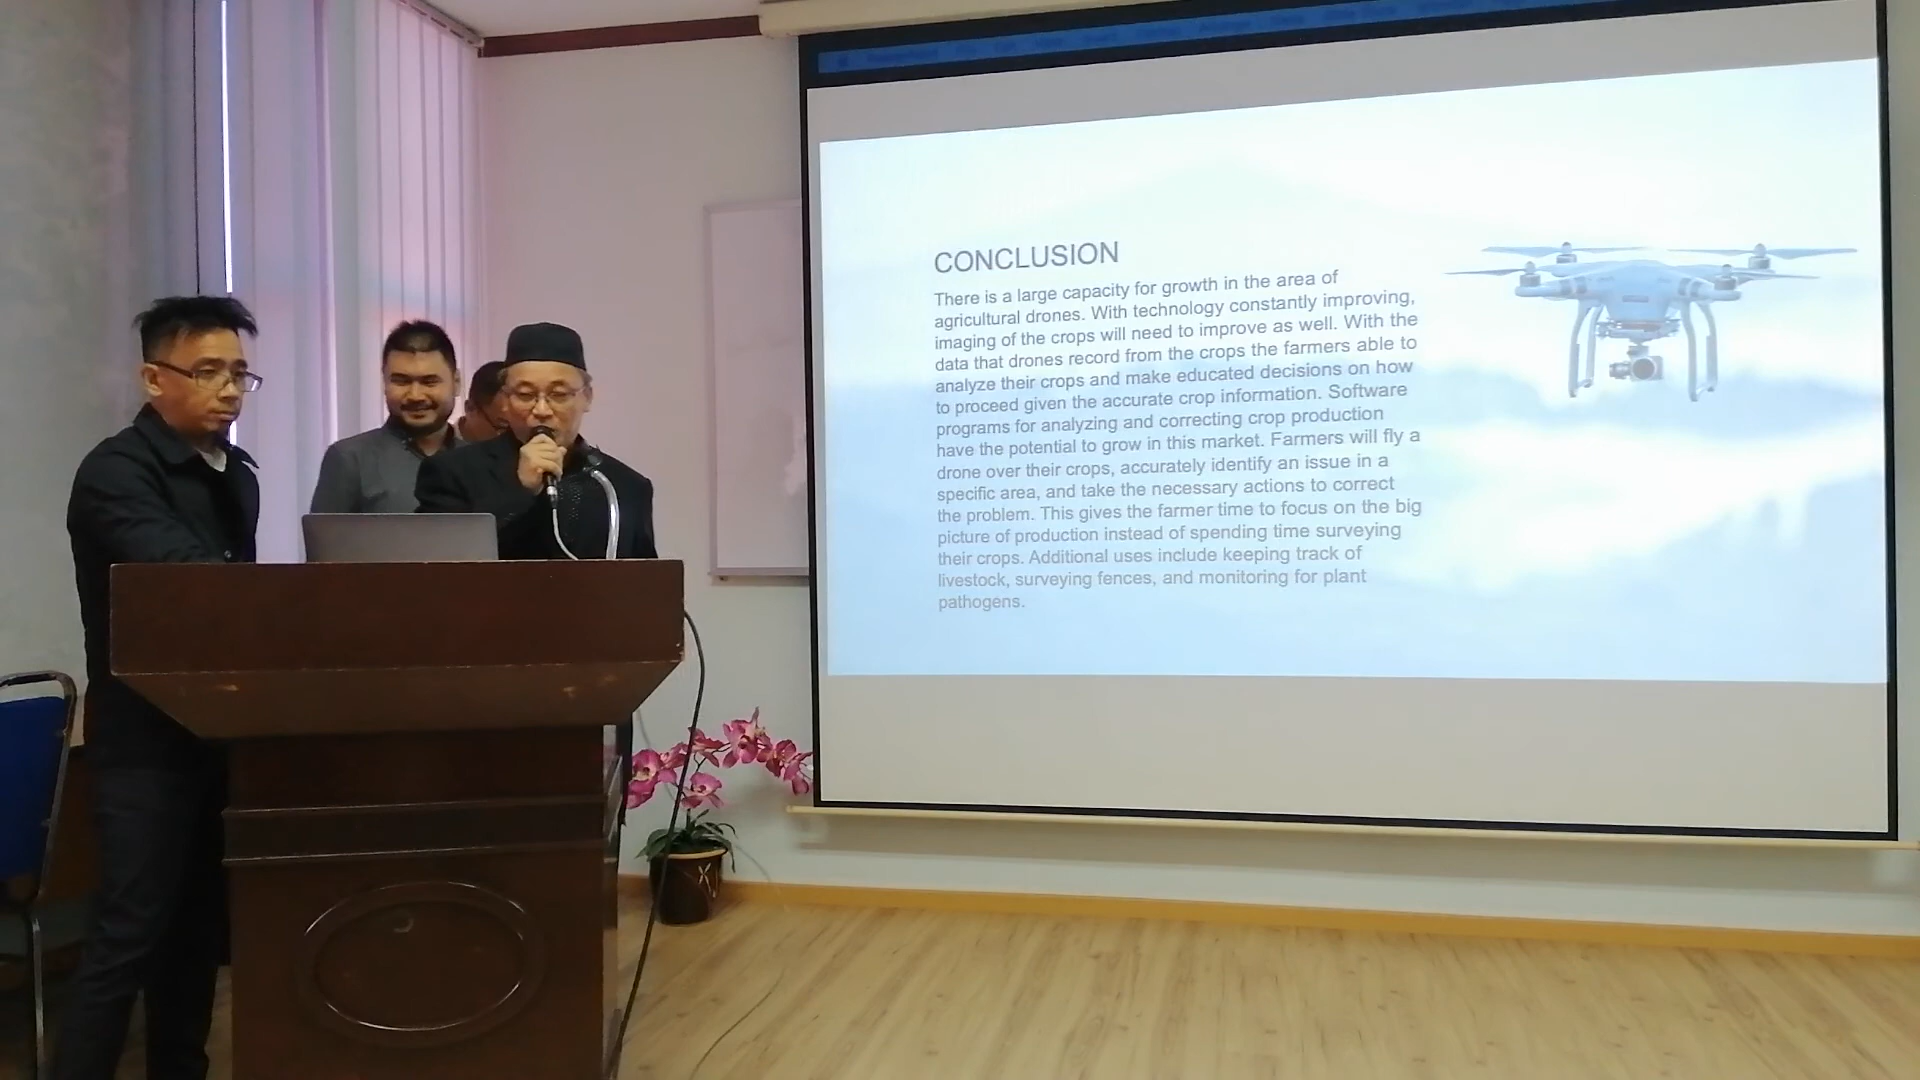 CONCLUSION
There is a large capacity for growth in the area of
agricultural drones. With technology constantly improving,
imaging of the crops will need to improve as well. With the
data that drones record from the crops the farmers able to
analyze their crops and make educated decisions on how
to proceed given the accurate crop information. Software
programs for analyzing and correcting crop production
have the potential to grow in this market. Farmers will fly a
drone over their crops, accurately identify an issue in a
specific area, and take the necessary actions to correct
the problem. This gives the farmer time to focus on the big
picture of production instead of spending time surveying
their crops. Additional uses include keeping track of
livestock, surveying fences, and monitoring for plant
pathogens.